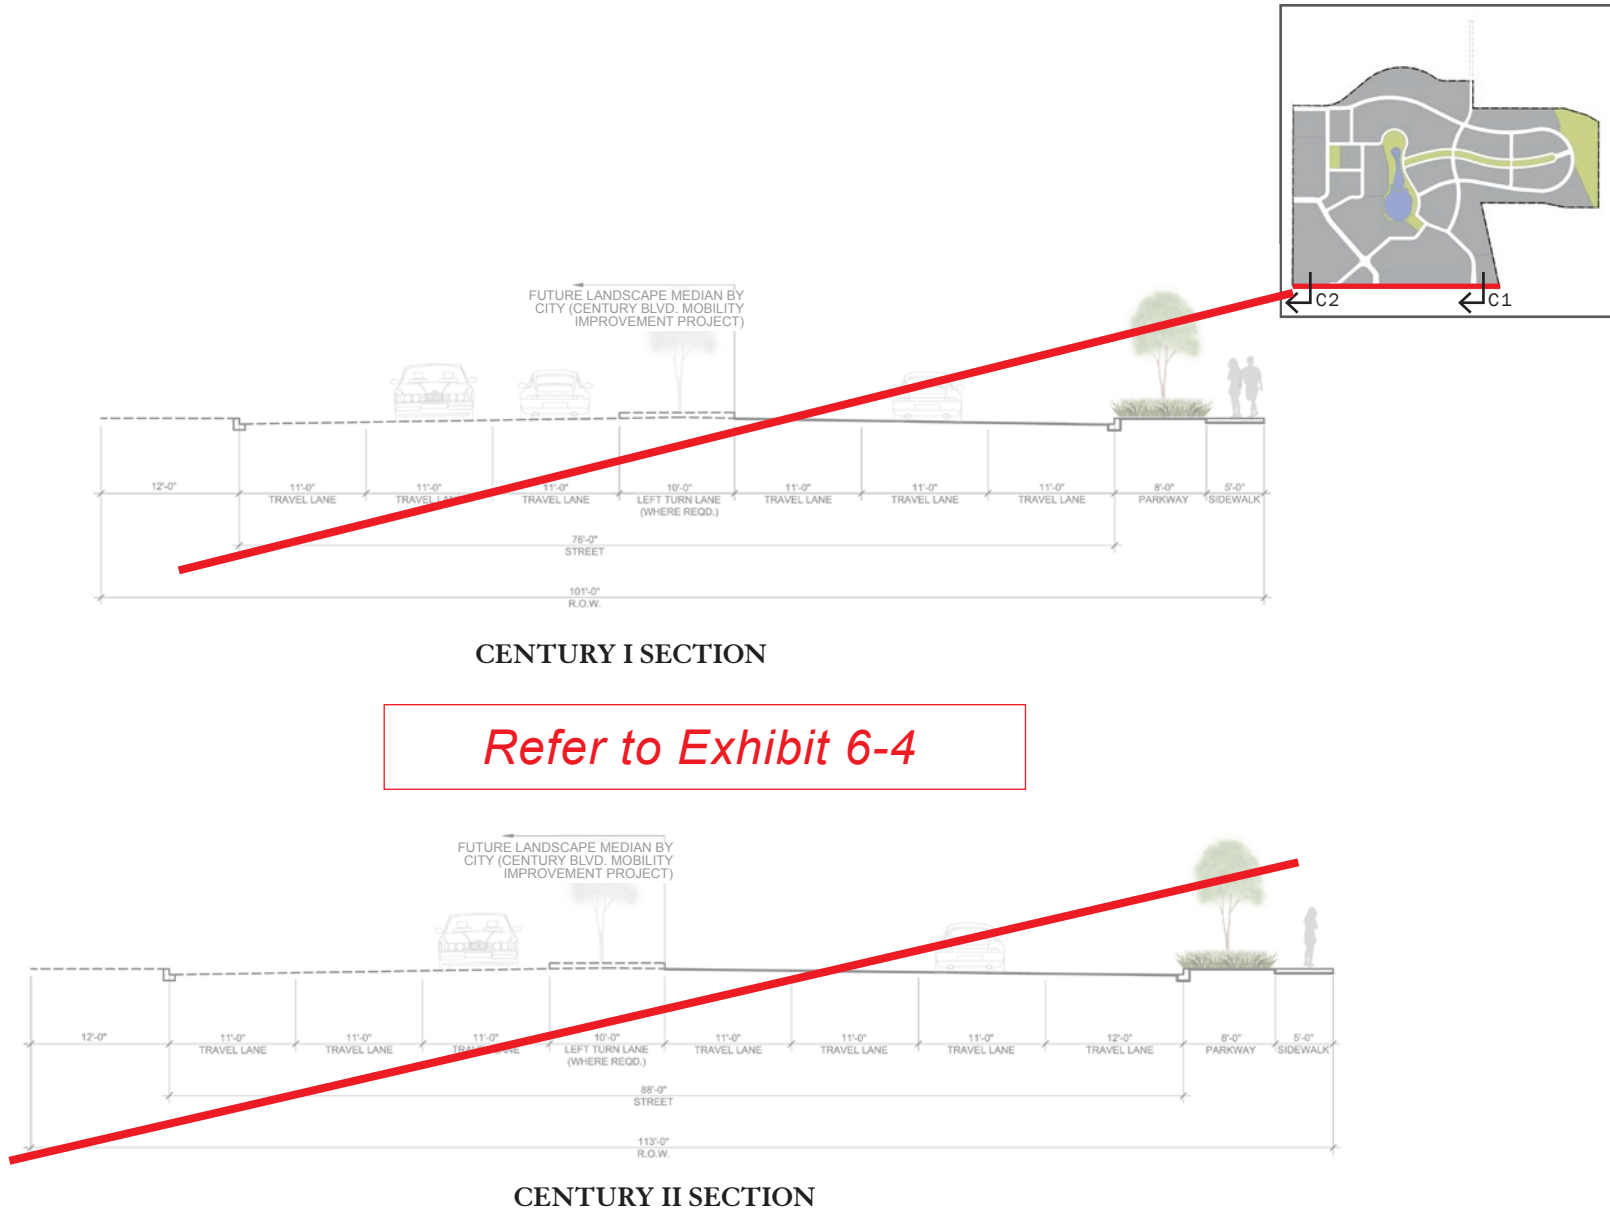 C2
C1
FUTURE LANDSCAPE MEDIAN BY
CITY (CENTURY BLVD. MOBILITY
IMPROVEMENT PROJECT)
12'-0" 11'-0" 11'-0" 11'-0" 10'-0" 11'-0" 11'-0" 11'-0" 8'-0" 5'-0"
TRAVEL LANE TRAVEL LANE TRAVEL LANE LEFT TURN LANE TRAVEL LANE TRAVEL LANE TRAVEL LANE PARKWAY SIDEWALK
(WHERE REQD.)
76'-0"
STREET
101'-0"
R.O.W.
CENTURY I SECTION
Refer to Exhibit 6-4
FUTURE LANDSCAPE MEDIAN BY
CITY (CENTURY BLVD. MOBILITY
IMPROVEMENT PROJECT)
12'-0" 11'-0" 11'-0" 11'-0" 10'-0" 11'-0" 11'-0" 11'-0" 12'-0" 8'-0" 5'-0"
TRAVEL LANE TRAVEL LANE TRAVEL LANE LEFT TURN LANE TRAVEL LANE TRAVEL LANE TRAVEL LANE TRAVEL LANE PARKWAY SIDEWALK
(WHERE REQD.)
88'-0"
STREET
113'-0"
R.O.W.
CENTURY II SECTION